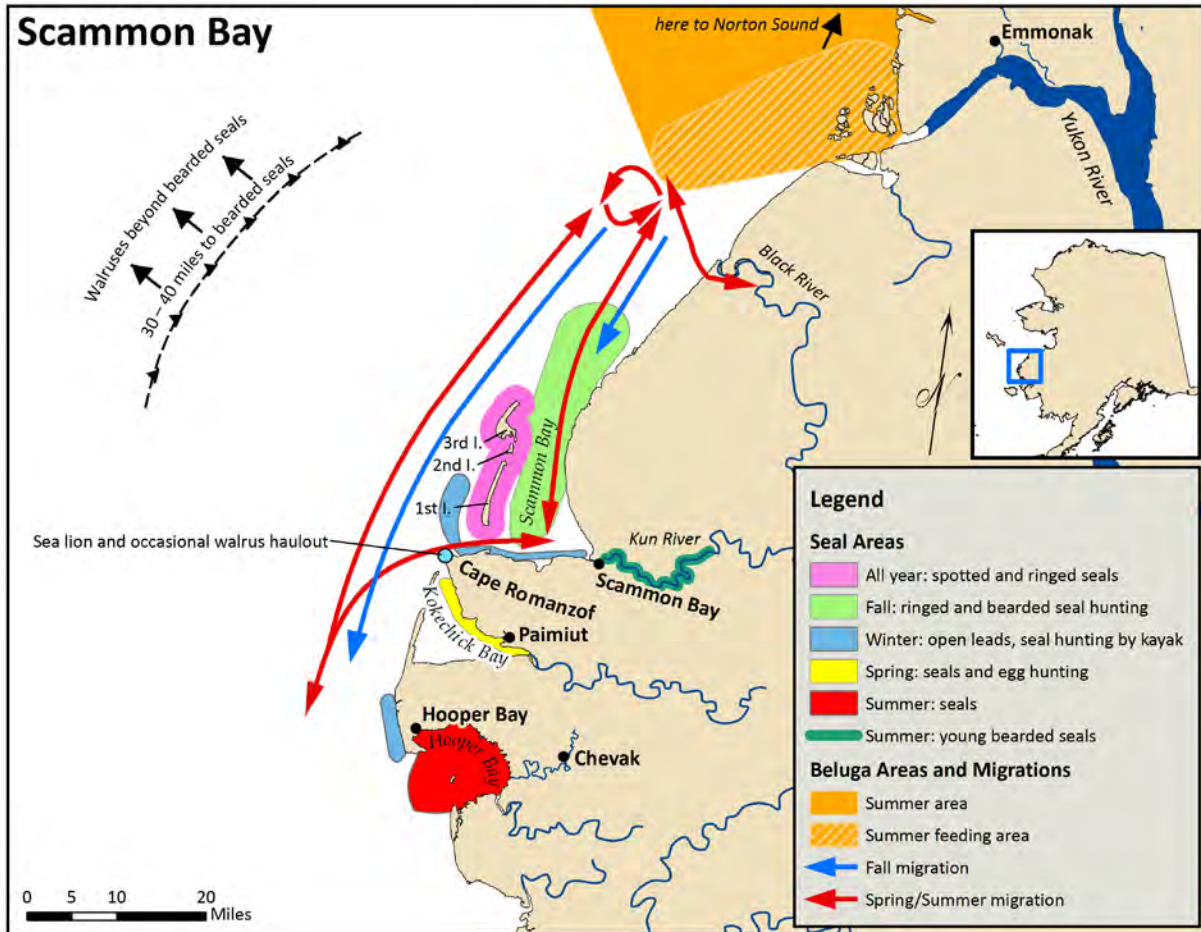 Scammon Bay
here to Norton Sound
Emmonak
Yukon River
Walruses beyond bearded seals
30 – 40 miles to bearded seals
Black River
3rd I.
2nd I.
1st I.
Scammon Bay
Sea lion and occasional walrus haulout
Kun River
Scammon Bay
Cape Romanzof
Kokechick Bay
Paimiut
Hooper Bay
Hooper Bay
Chevak
N
0 5 10 20
Miles
Legend
Seal Areas
All year: spotted and ringed seals
Fall: ringed and bearded seal hunting
Winter: open leads, seal hunting by kayak
Spring: seals and egg hunting
Summer: seals
Summer: young bearded seals
Beluga Areas and Migrations
Summer area
Summer feeding area
Fall migration
Spring/Summer migration